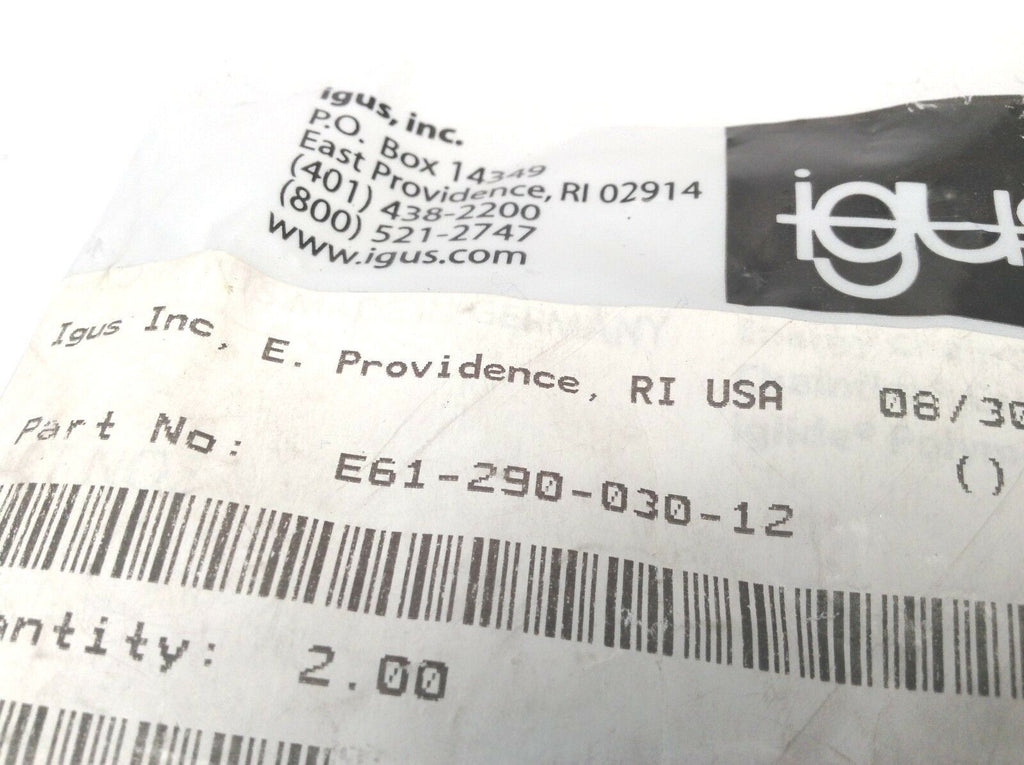 igus, inc.
P.O. Box 14349
East Providence, RI 02914
(401) 438-2200
(800) 521-2747
www.igus.com
igus
Igus Inc, E. Providence, RI USA 08/30
Part No: E61-290-030-12 ()
antity: 2.00